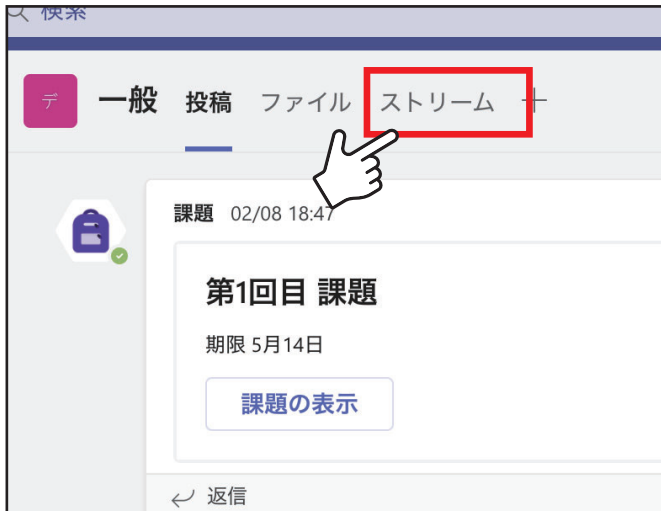 検索
デ 一般 投稿 ファイル ストリーム +
課題 02/08 18:47
第1回目 課題
期限 5月14日
課題の表示
返信